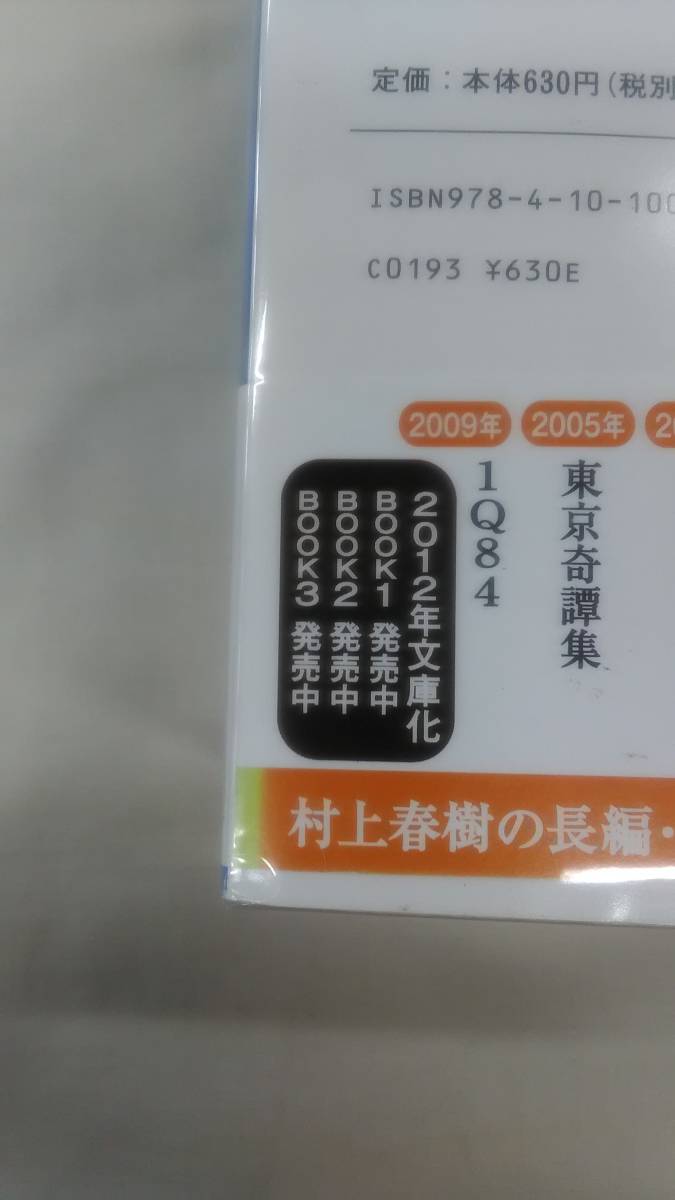 定価：本体630円(税別
ISBN978-4-10-100
C0193 ¥630E
2005年
東京奇譚集
2009年
1Q84
2012年文庫化
BOOK1 発売中
BOOK2 発売中
BOOK3 発売中
村上春樹の長編・